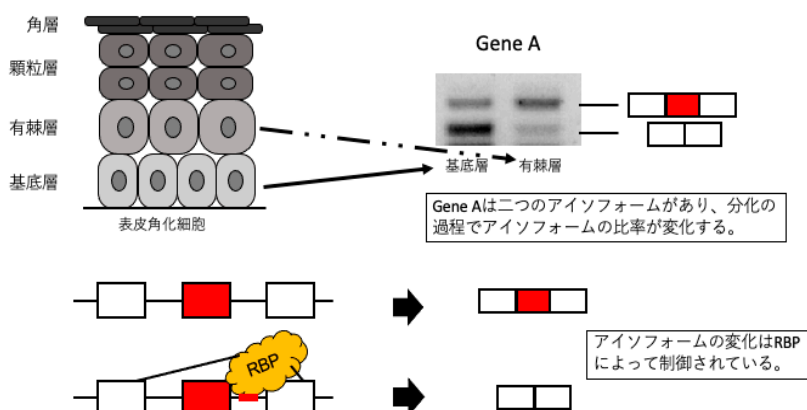 角層
顆粒層
有棘層
基底層
表皮角化細胞
Gene A
基底層
有棘層
Gene Aは二つのアイソフォームがあり、分化の
過程でアイソフォームの比率が変化する。
RBP
アイソフォームの変化はRBP
によって制御されている。